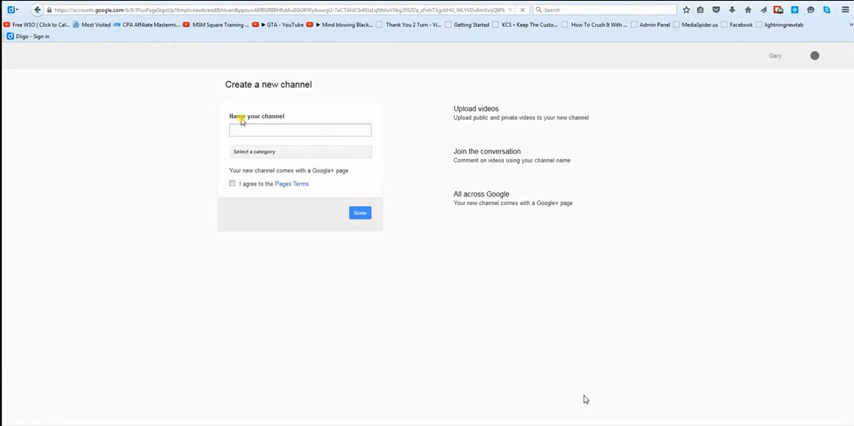 Search
Free WSO | Click to Cal...
Most Visited
CPA Affiliate Mastermi...
MSM Square Training ...
GTA - YouTube
Mind blowing Black...
Thank You 2 Turn - Vi...
Getting Started
KCS – Keep The Custo...
How To Crush It With ...
Admin Panel
MediaSpider.us
Facebook
lightningnewtab
Diigo - Sign in
Gary
Create a new channel
Name your channel
Select a category
Your new channel comes with a Google+ page
I agree to the Pages Terms
Done
Upload videos
Upload public and private videos to your new channel
Join the conversation
Comment on videos using your channel name
All across Google
Your new channel comes with a Google+ page